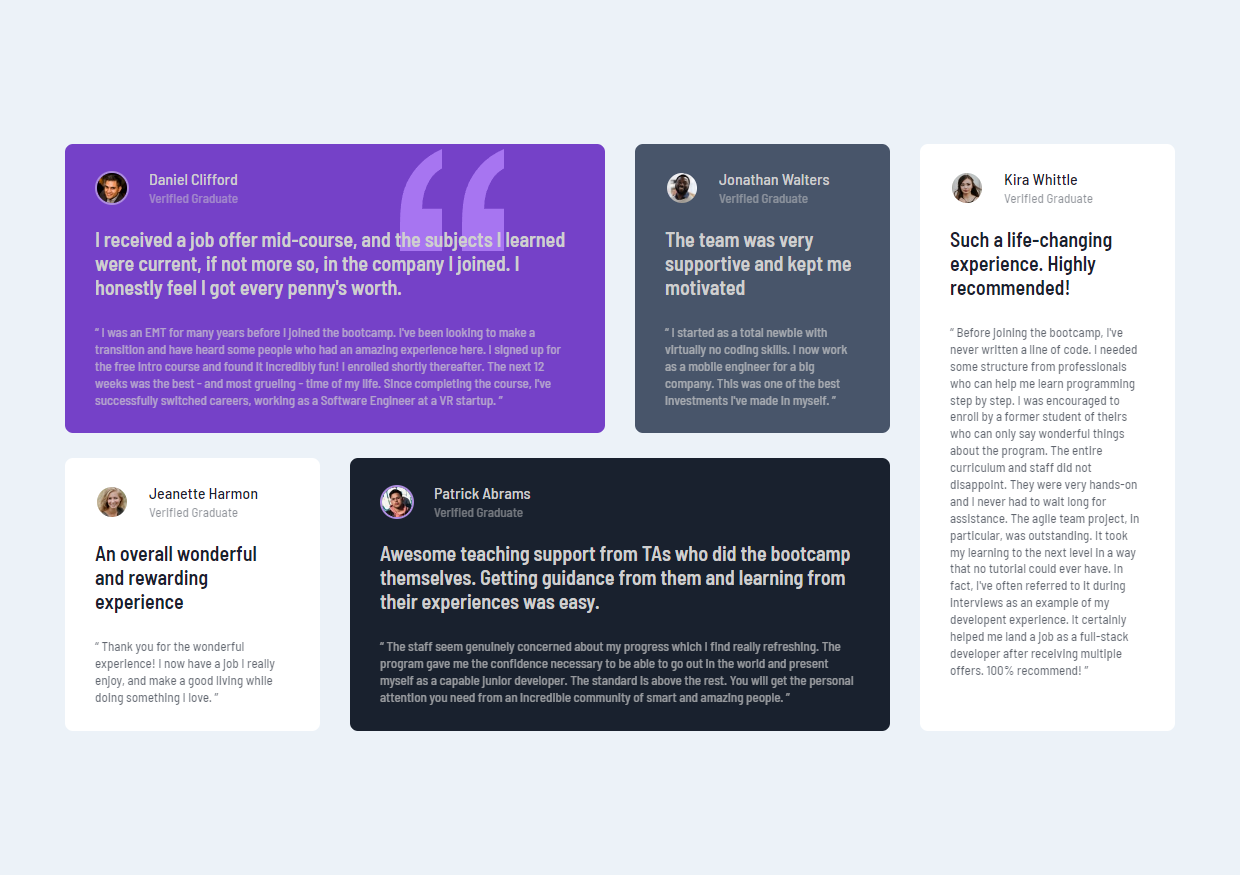 Daniel Clifford
Verified Graduate
I received a job offer mid-course, and the subjects I learned
were current, if not more so, in the company I joined. I
honestly feel I got every penny's worth.
“ I was an EMT for many years before I joined the bootcamp. I've been looking to make a
transition and have heard some people who had an amazing experience here. I signed up for
the free intro course and found it incredibly fun! I enrolled shortly thereafter. The next 12
weeks was the best - and most grueling - time of my life. Since completing the course, I've
successfully switched careers, working as a Software Engineer at a VR startup. ”
Jonathan Walters
Verified Graduate
The team was very
supportive and kept me
motivated
“ I started as a total newbie with
virtually no coding skills. I now work
as a mobile engineer for a big
company. This was one of the best
investments I've made in myself. ”
Kira Whittle
Verified Graduate
Such a life-changing
experience. Highly
recommended!
“ Before joining the bootcamp, I've
never written a line of code. I needed
some structure from professionals
who can help me learn programming
step by step. I was encouraged to
enroll by a former student of theirs
who can only say wonderful things
about the program. The entire
curriculum and staff did not
disappoint. They were very hands-on
and I never had to wait long for
assistance. The agile team project, in
particular, was outstanding. It took
my learning to the next level in a way
that no tutorial could ever have. In
fact, I've often referred to it during
interviews as an example of my
developent experience. It certainly
helped me land a job as a full-stack
developer after receiving multiple
offers. 100% recommend! ”
Jeanette Harmon
Verified Graduate
An overall wonderful
and rewarding
experience
“ Thank you for the wonderful
experience! I now have a job I really
enjoy, and make a good living while
doing something I love. ”
Patrick Abrams
Verified Graduate
Awesome teaching support from TAs who did the bootcamp
themselves. Getting guidance from them and learning from
their experiences was easy.
“ The staff seem genuinely concerned about my progress which I find really refreshing. The
program gave me the confidence necessary to be able to go out in the world and present
myself as a capable junior developer. The standard is above the rest. You will get the personal
attention you need from an incredible community of smart and amazing people. ”